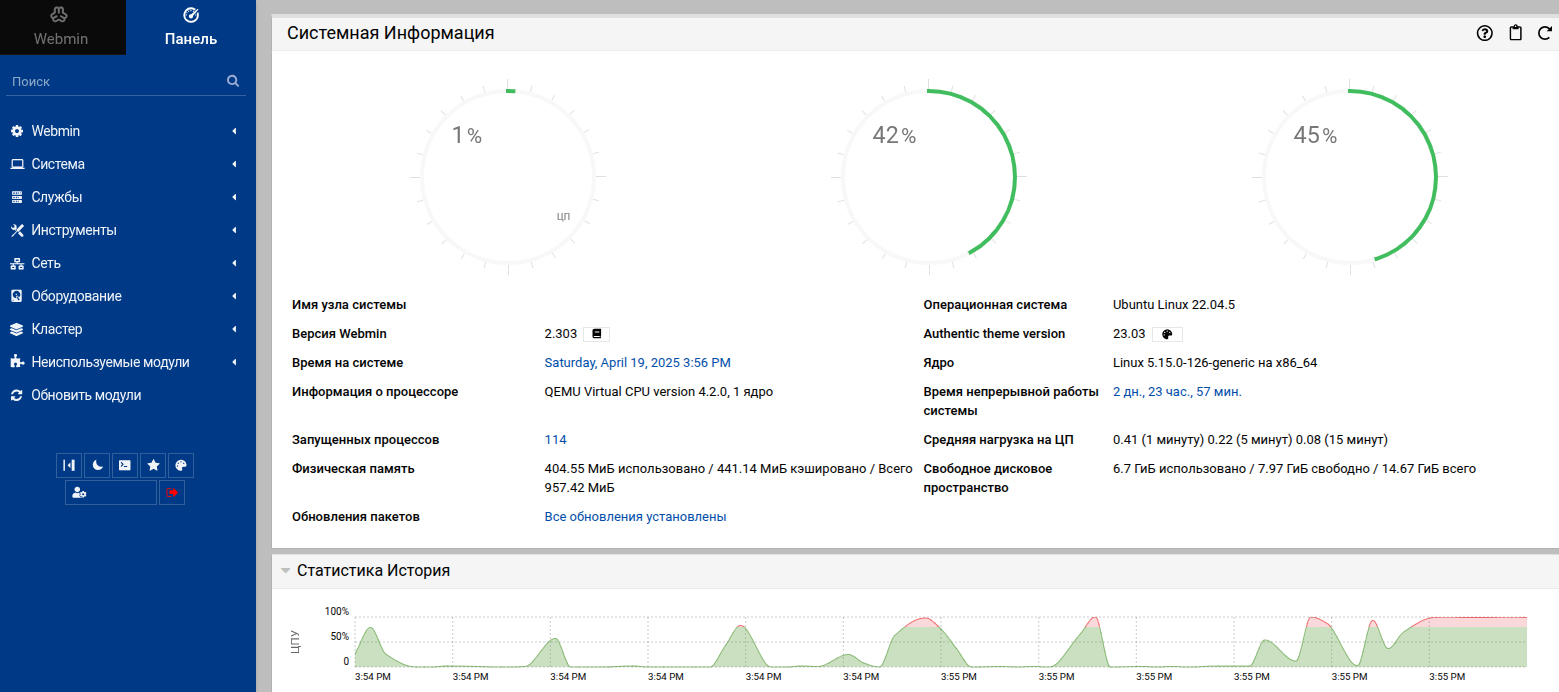 Webmin
Панель
Поиск
Webmin
Система
Службы
Инструменты
Сеть
Оборудование
Кластер
Неиспользуемые модули
Обновить модули
Системная Информация
1%
ЦП
42%
45%
Имя узла системы
Операционная система Ubuntu Linux 22.04.5
Версия Webmin 2.303
Authentic theme version 23.03
Время на системе Saturday, April 19, 2025 3:56 PM
Ядро Linux 5.15.0-126-generic на x86_64
Информация о процессоре QEMU Virtual CPU version 4.2.0, 1 ядро
Время непрерывной работы 2 дн., 23 час., 57 мин.
системы
Запущенных процессов 114
Средняя нагрузка на ЦП 0.41 (1 минуту) 0.22 (5 минут) 0.08 (15 минут)
Физическая память 404.55 МиБ использовано / 441.14 МиБ кэшировано / Всего
957.42 МиБ
Свободное дисковое 6.7 ГиБ использовано / 7.97 ГиБ свободно / 14.67 ГиБ всего
пространство
Обновления пакетов Все обновления установлены
Статистика История
ЦПУ
100%
50%
0
3:54 PM 3:54 PM 3:54 PM 3:54 PM 3:54 PM 3:54 PM 3:55 PM 3:55 PM 3:55 PM 3:55 PM 3:55 PM 3:55 PM